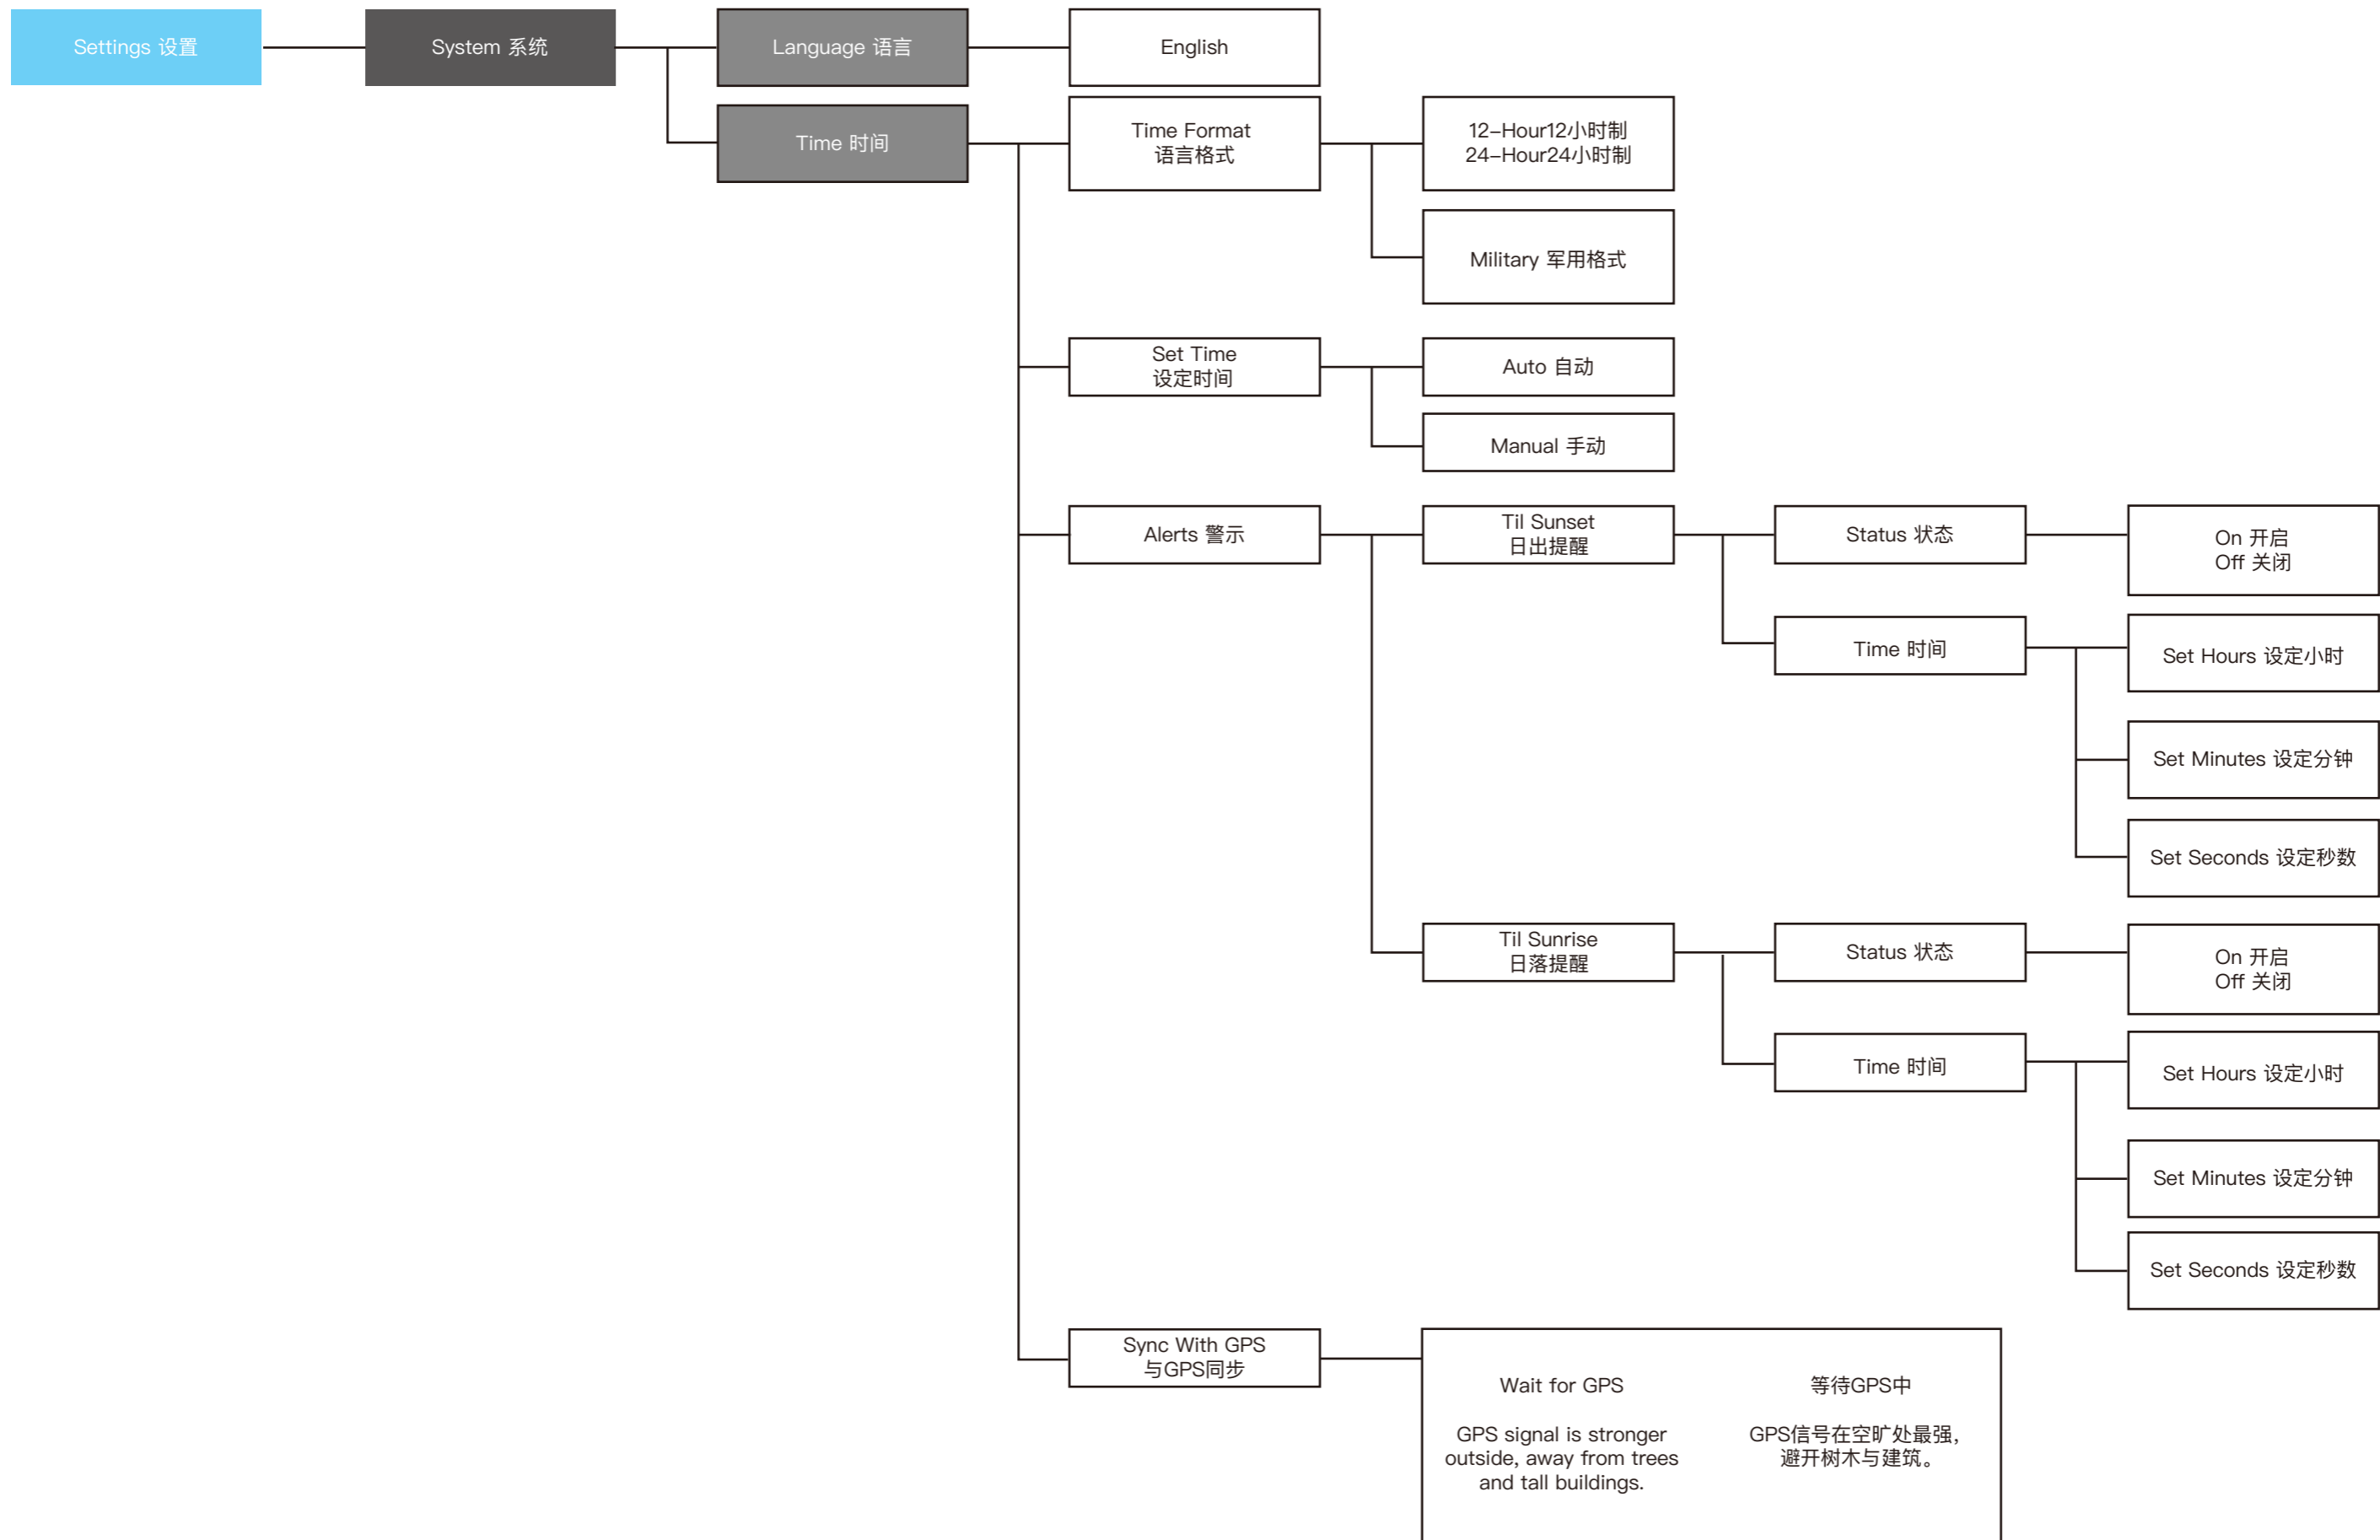 Settings 设置
System 系统
Language 语言
English
Time 时间
Time Format
语言格式
12-Hour12小时制
24-Hour24小时制
Military 军用格式
Set Time
设定时间
Auto 自动
Manual 手动
Alerts 警示
Til Sunset
日出提醒
Status 状态
On 开启
Off 关闭
Time 时间
Set Hours 设定小时
Set Minutes 设定分钟
Set Seconds 设定秒数
Til Sunrise
日落提醒
Status 状态
On 开启
Off 关闭
Time 时间
Set Hours 设定小时
Set Minutes 设定分钟
Set Seconds 设定秒数
Sync With GPS
与GPS同步
Wait for GPS
GPS signal is stronger
outside, away from trees
and tall buildings.
等待GPS中
GPS信号在空旷处最强，
避开树木与建筑。